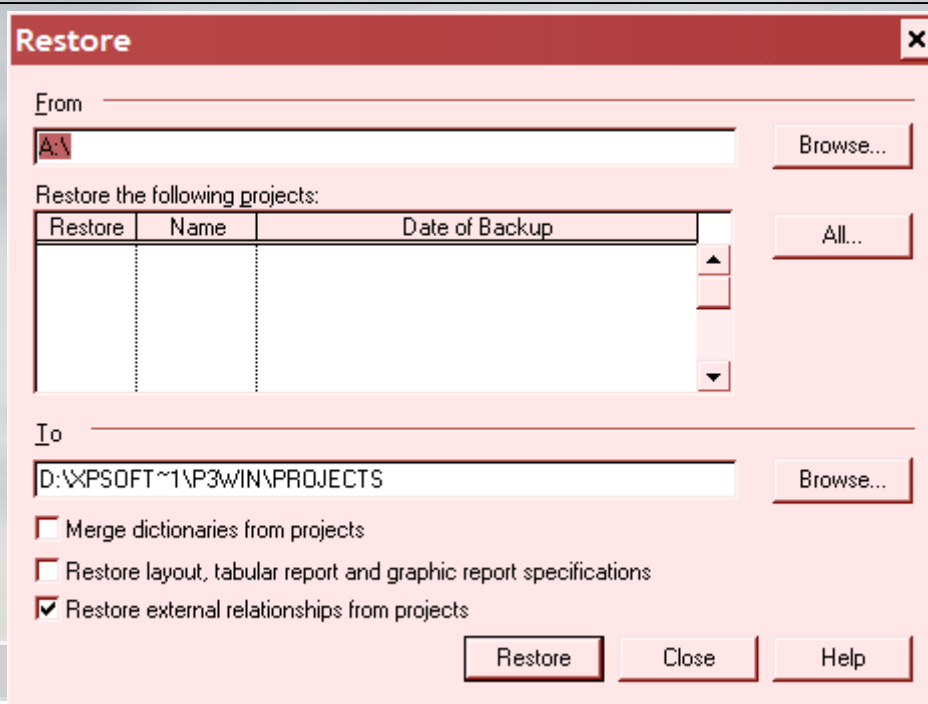 Restore
From
A:\
Browse...
Restore the following projects:
Restore Name Date of Backup
All...
To
D:\XPSOFT~1\P3WIN\PROJECTS
Browse...
Merge dictionaries from projects
Restore layout, tabular report and graphic report specifications
Restore external relationships from projects
Restore Close Help